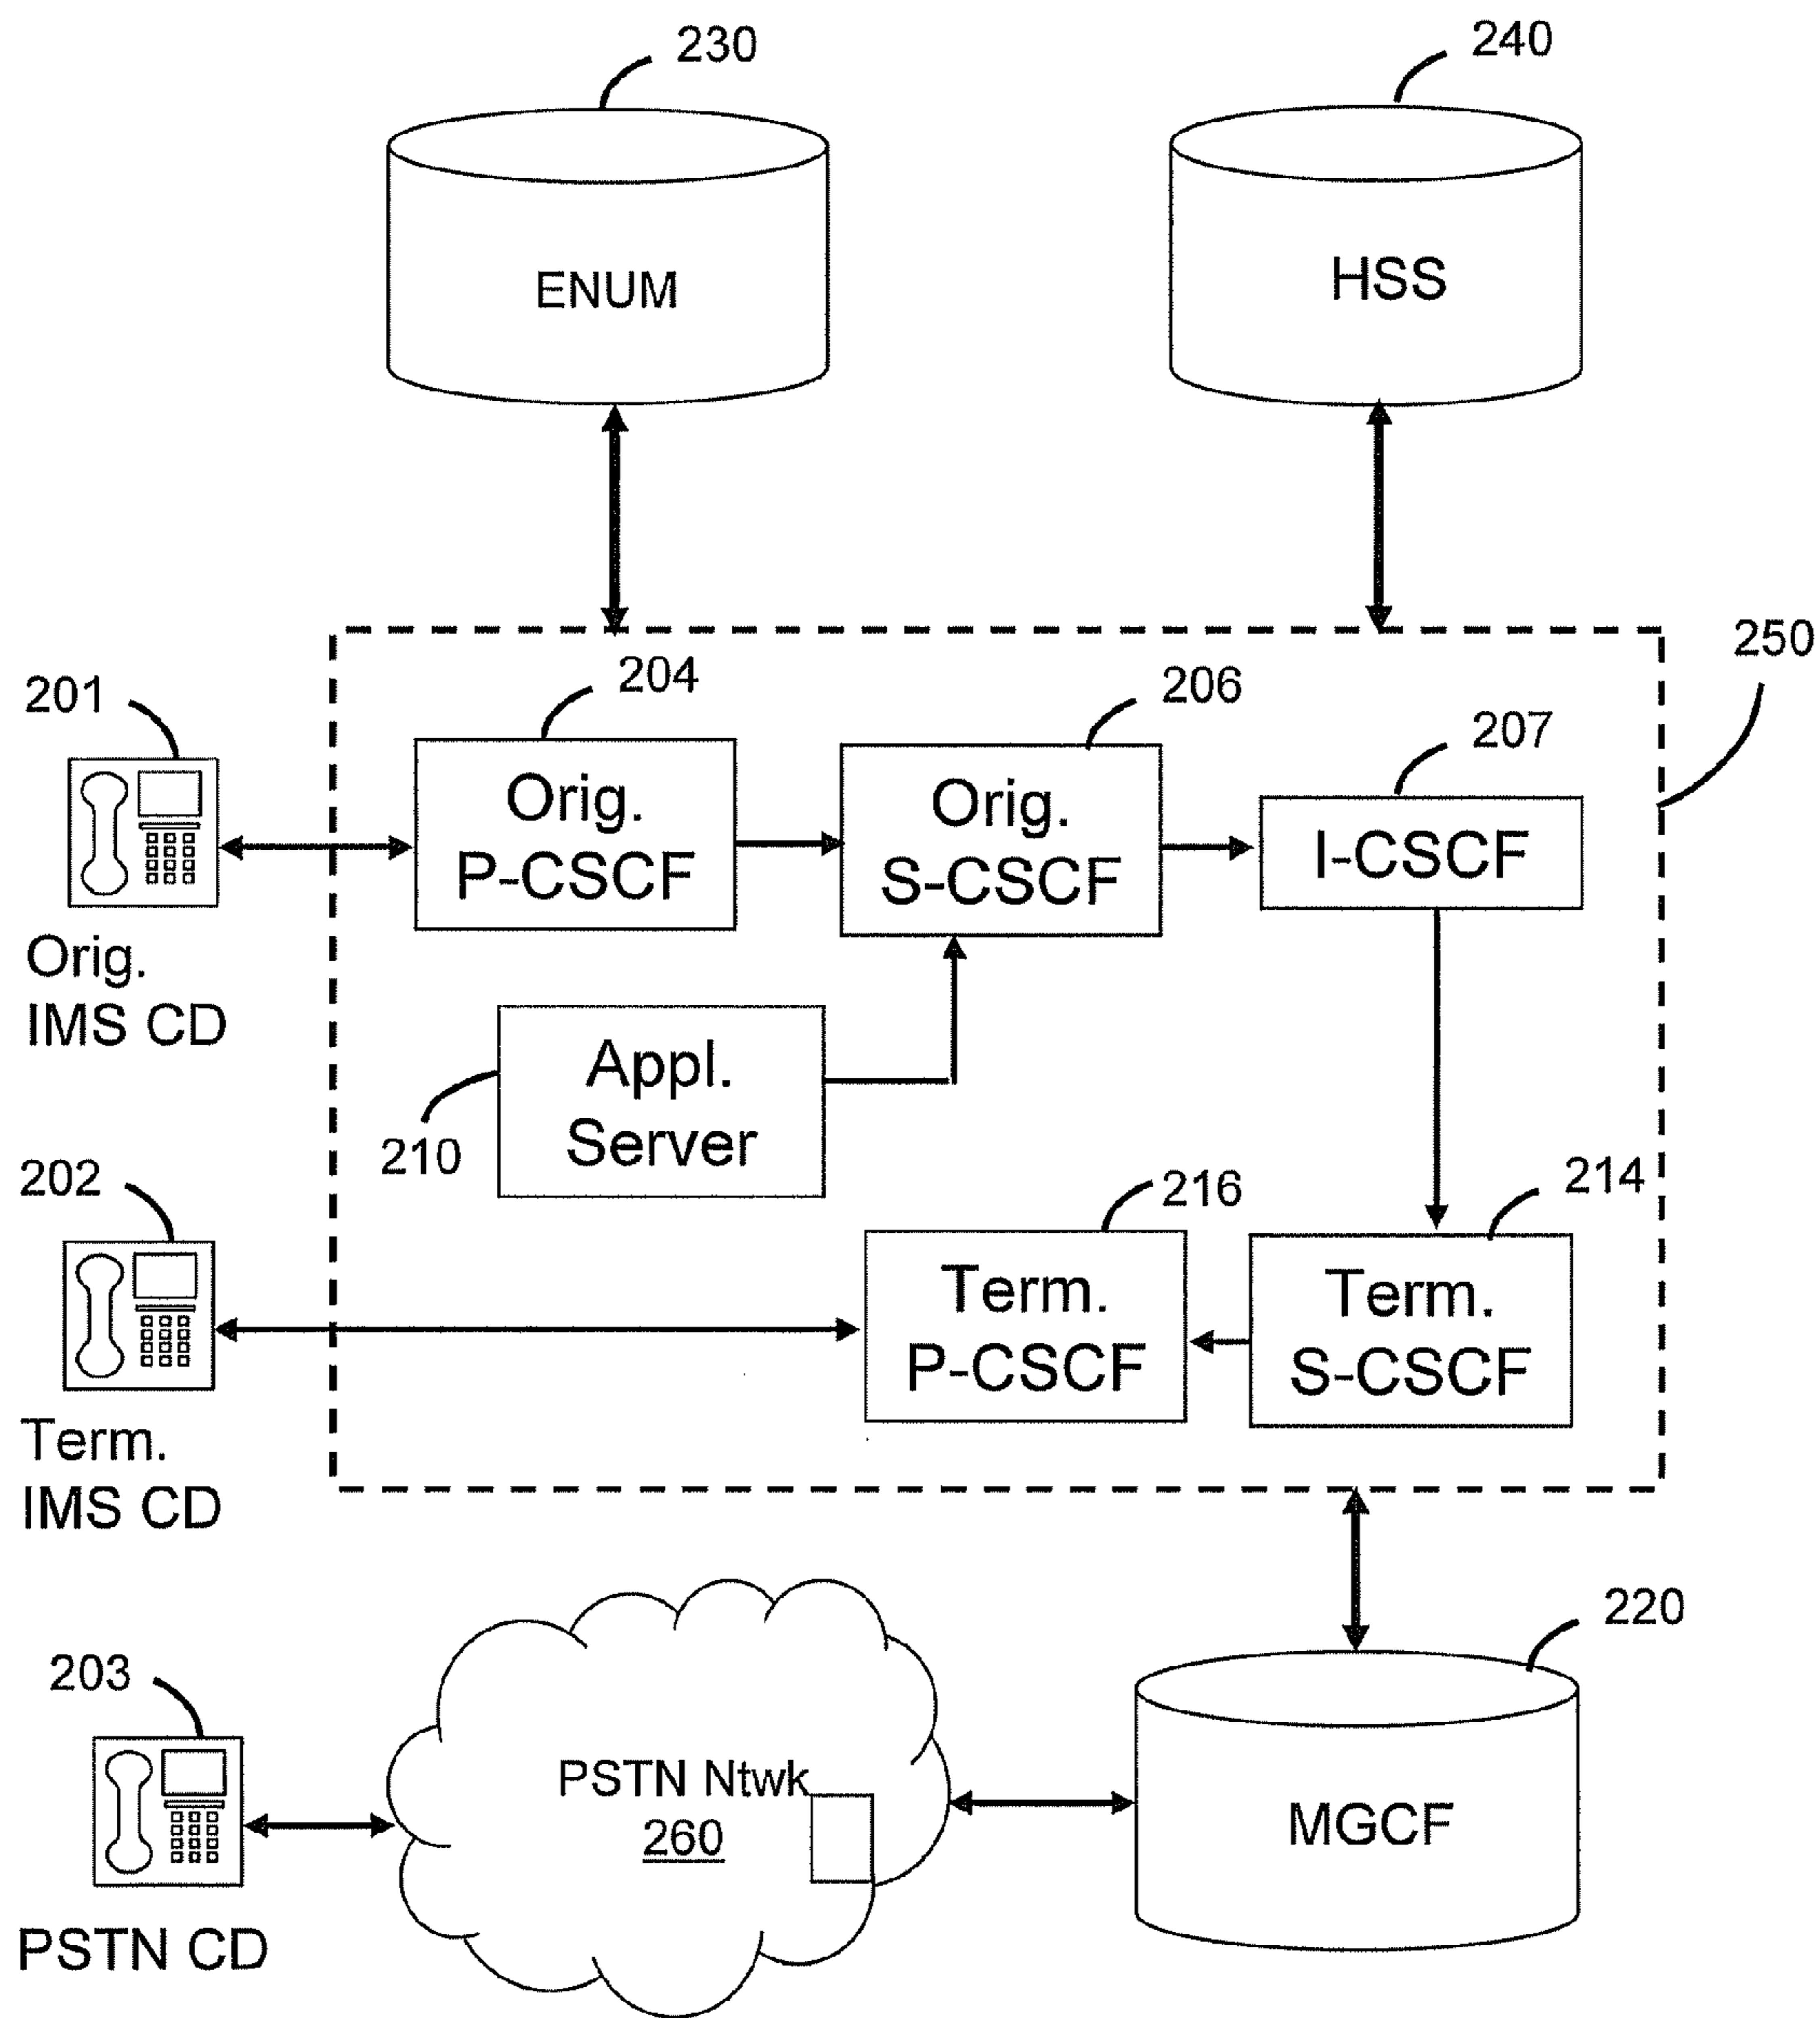 230
240
ENUM
HSS
250
204
206
201
207
Orig.
P-CSCF
Orig.
S-CSCF
I-CSCF
Orig.
IMS CD
Appl.
Server
210
202
216
214
Term.
P-CSCF
Term.
S-CSCF
Term.
IMS CD
220
203
PSTN Ntwk
260
MGCF
PSTN CD